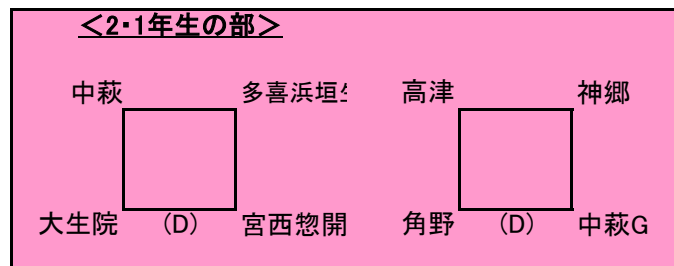 ＜2・1年生の部＞
中萩 多喜浜垣 高津 神郷
大生院 (D) 宮西惣開 角野 (D) 中萩G